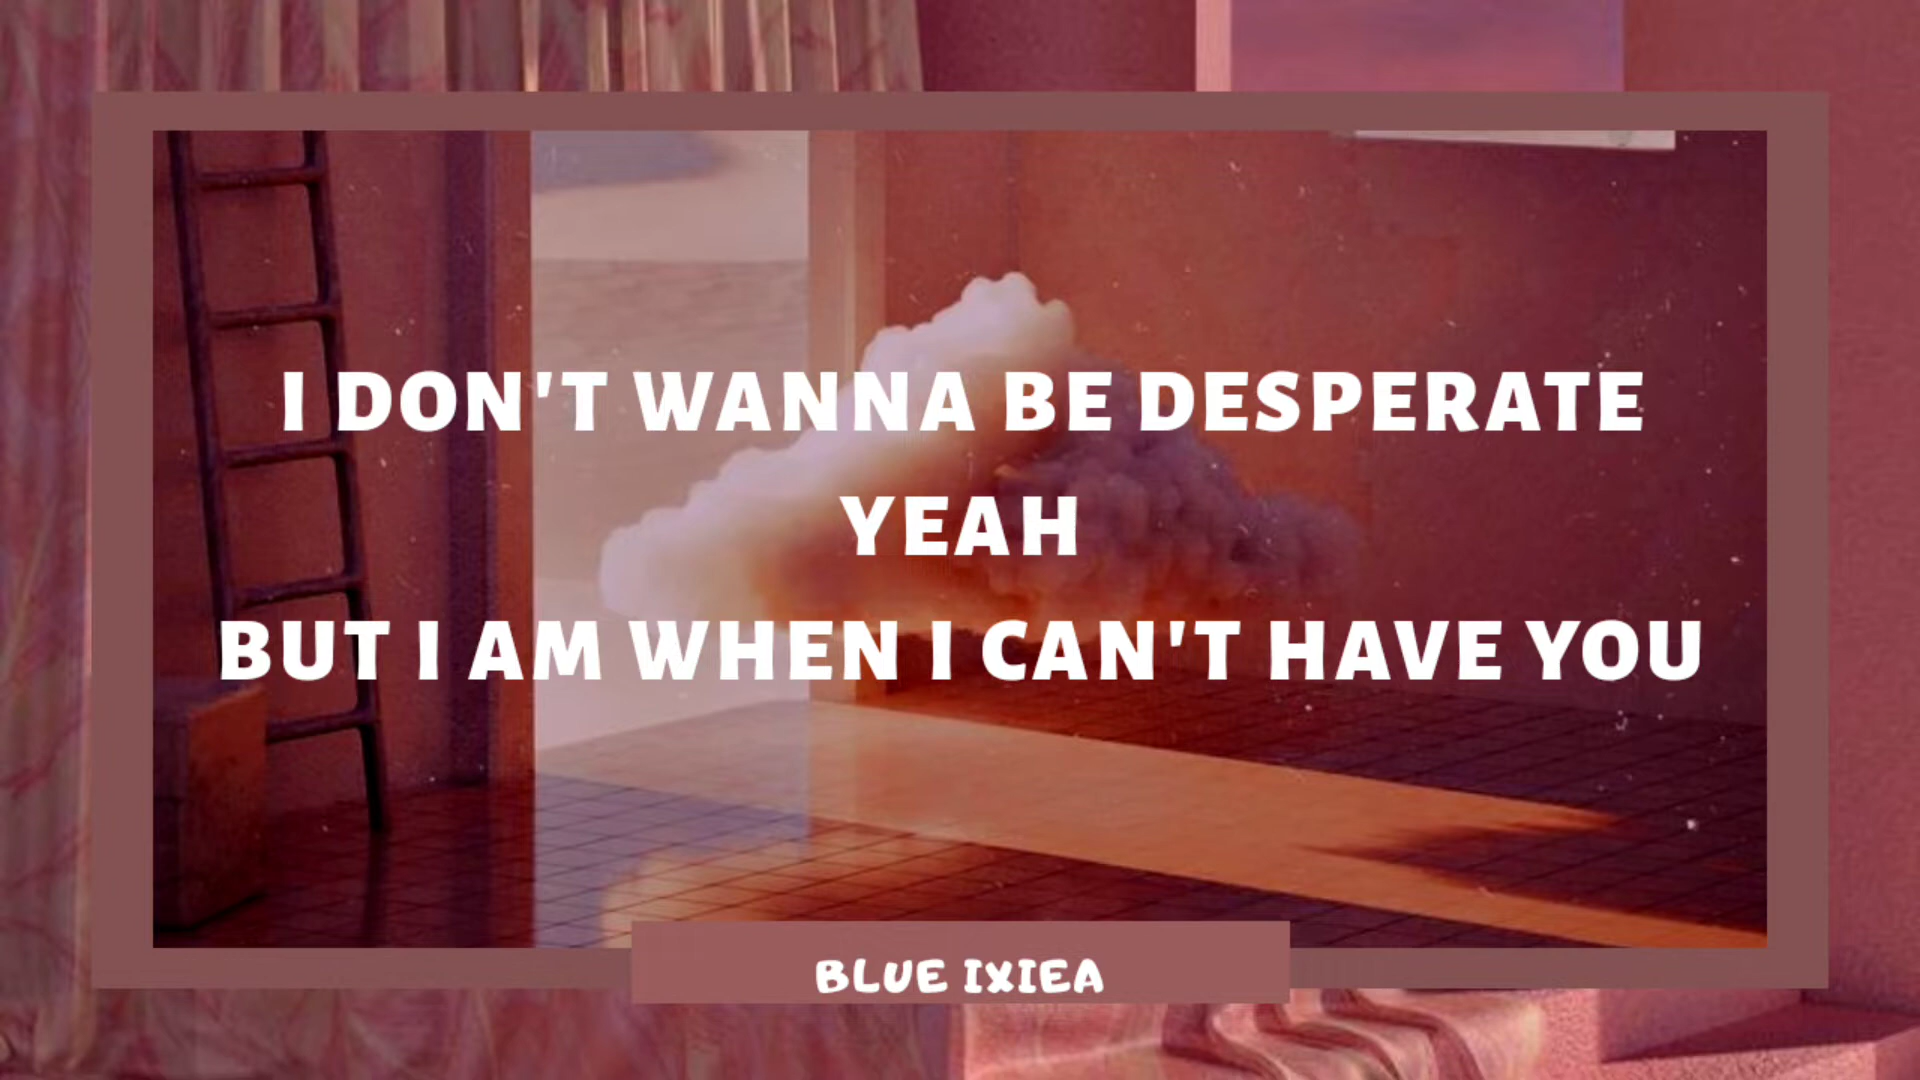 I DON'T WANNA BE DESPERATE
YEAH
BUT I AM WHEN I CAN'T HAVE YOU
BLUE IXIEA